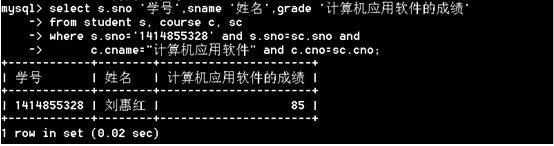 mysql> select s.sno '学号',sname '姓名',grade '计算机应用软件的成绩'
-> from student s, course c, sc
-> where s.sno='1414855328' and s.sno=sc.sno and
-> c.cname="计算机应用软件" and c.cno=sc.cno;
+------------+--------+----------------------+
| 学号 | 姓名 | 计算机应用软件的成绩 |
+------------+--------+----------------------+
| 1414855328 | 刘惠红 | 85 |
+------------+--------+----------------------+
1 row in set (0.02 sec)